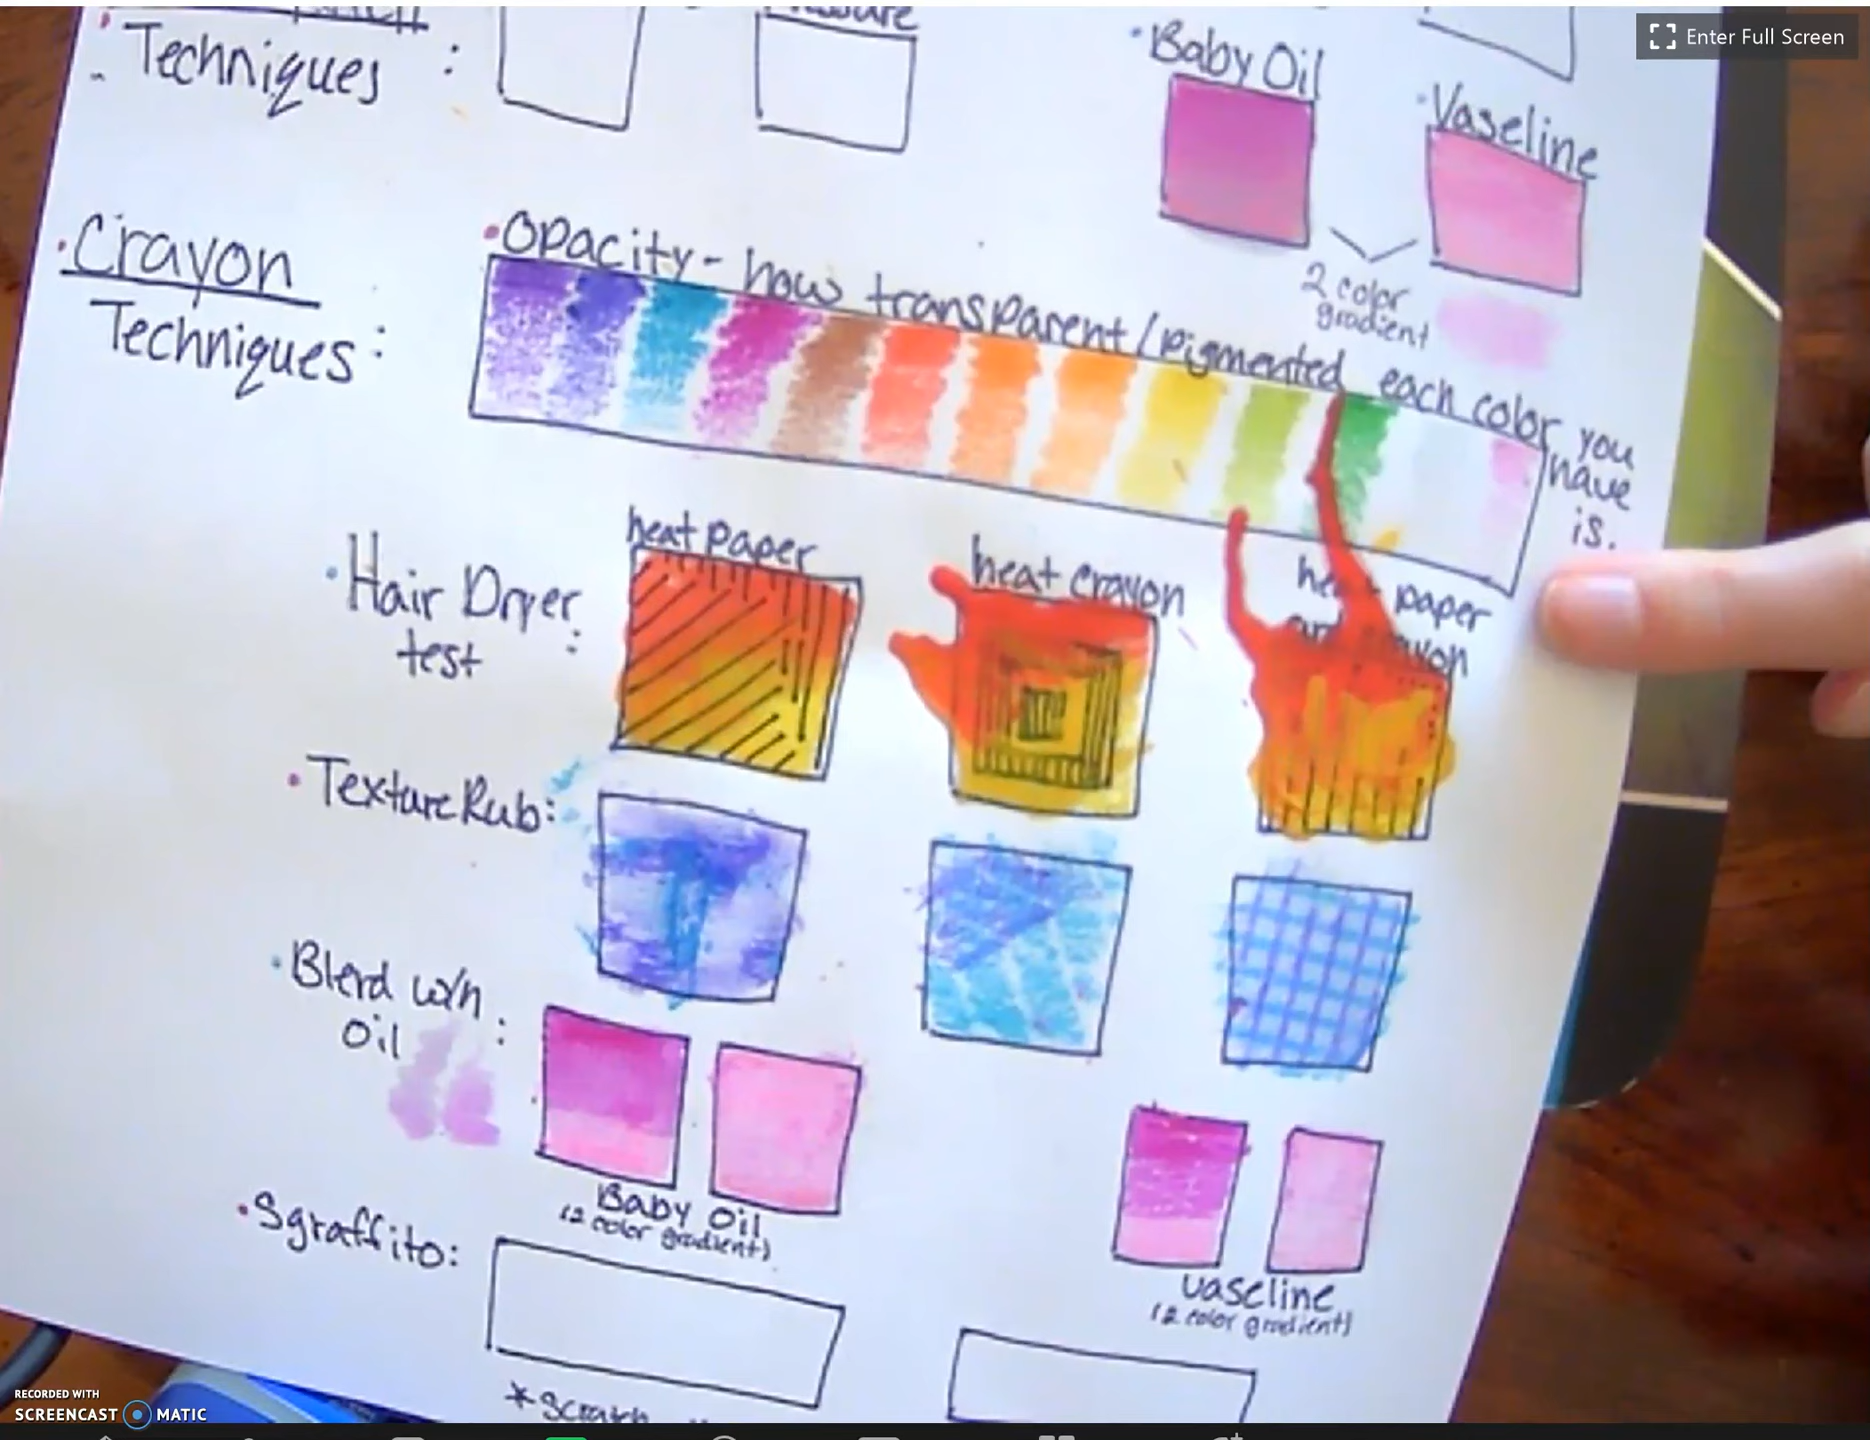 Techniques :
• Baby Oil
• Vaseline
2 color
gradient
• Crayon
Techniques:
• Opacity - how transparent/pigmented each color you
have
is.
• Hair Dryer
test :
heat paper
heat crayon
paper
• Texture Rub:
• Blend w/n
Oil :
Baby Oil
(2 color gradient)
vaseline
(2 color gradient)
• Sgraffito:
*Scratch
Enter Full Screen
RECORDED WITH
SCREENCAST MATIC